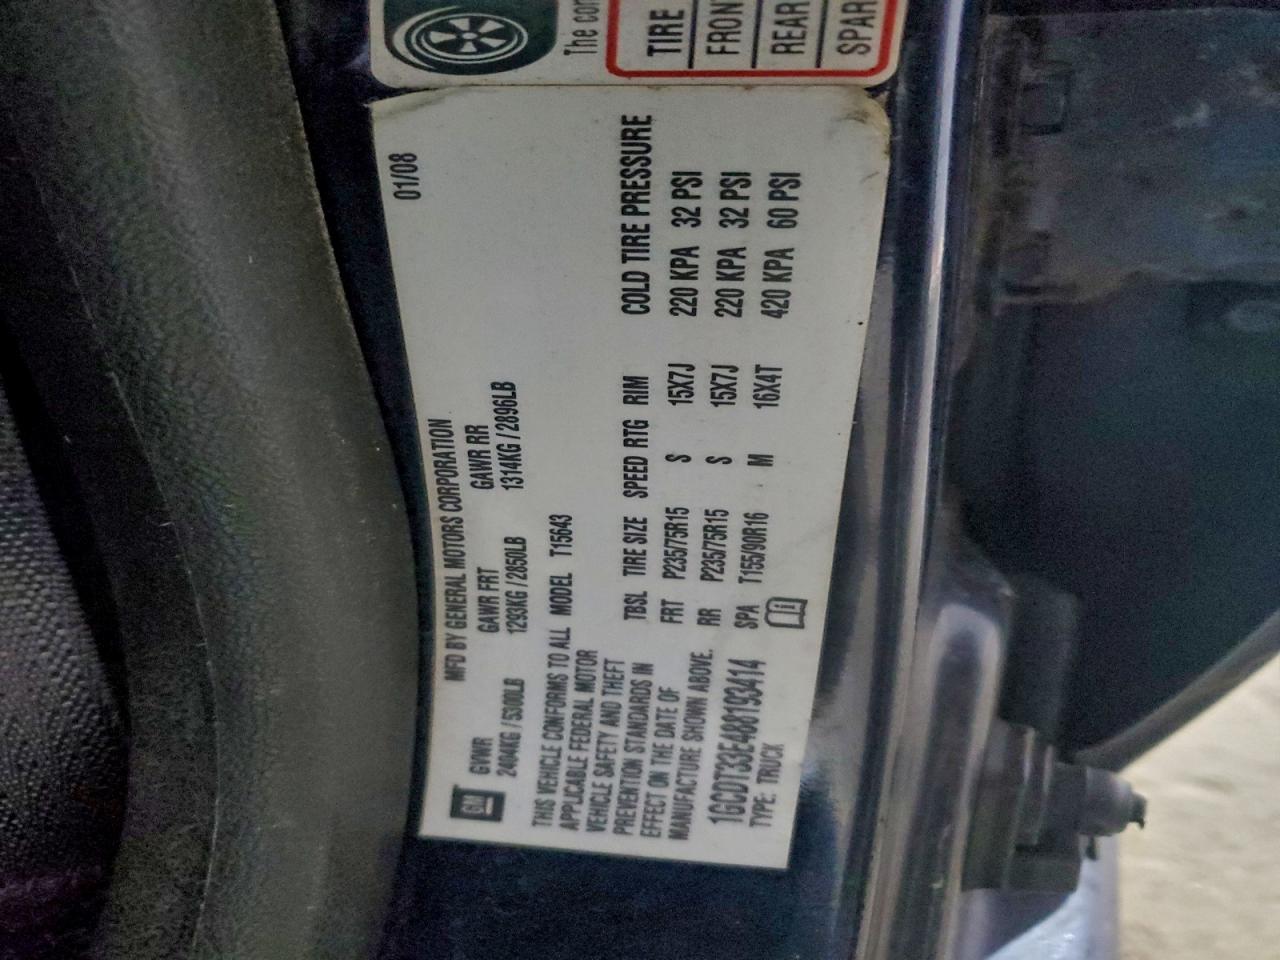 The com
TIRE
FRON
REAR
SPAR
01/08
MFD BY GENERAL MOTORS CORPORATION
GM
GVWR GAWR FRT GAWR RR
2404KG / 5300LB 1293KG / 2850LB 1314KG / 2896LB
THIS VEHICLE CONFORMS TO ALL
APPLICABLE FEDERAL MOTOR
VEHICLE SAFETY AND THEFT
PREVENTION STANDARDS IN
EFFECT ON THE DATE OF
MANUFACTURE SHOWN ABOVE.
1GCDT33E488193414
TYPE: TRUCK
MODEL T15643
TBSL TIRE SIZE SPEED RTG RIM COLD TIRE PRESSURE
FRT P235/75R15 S 15X7J 220 KPA 32 PSI
RR P235/75R15 S 15X7J 220 KPA 32 PSI
SPA T155/90R16 M 16X4T 420 KPA 60 PSI